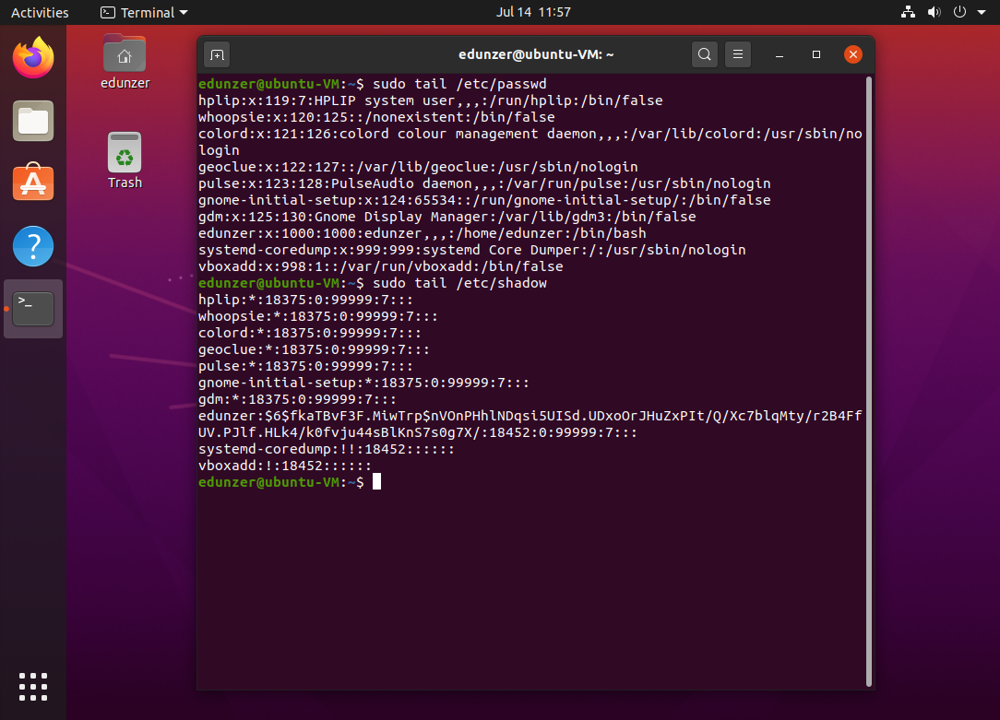 Activities
Terminal
Jul 14 11:57
edunzer
Trash
edunzer@ubuntu-VM: ~
edunzer@ubuntu-VM:~$ sudo tail /etc/passwd
hplip:x:119:7:HPLIP system user,,,:/run/hplip:/bin/false
whoopsie:x:120:125::/nonexistent:/bin/false
colord:x:121:126:colord colour management daemon,,,:/var/lib/colord:/usr/sbin/no
login
geoclue:x:122:127::/var/lib/geoclue:/usr/sbin/nologin
pulse:x:123:128:PulseAudio daemon,,,:/var/run/pulse:/usr/sbin/nologin
gnome-initial-setup:x:124:65534::/run/gnome-initial-setup/:/bin/false
gdm:x:125:130:Gnome Display Manager:/var/lib/gdm3:/bin/false
edunzer:x:1000:1000:edunzer,,,:/home/edunzer:/bin/bash
systemd-coredump:x:999:999:systemd Core Dumper:/:/usr/sbin/nologin
vboxadd:x:998:1::/var/run/vboxadd:/bin/false
edunzer@ubuntu-VM:~$ sudo tail /etc/shadow
hplip:*:18375:0:99999:7:::
whoopsie:*:18375:0:99999:7:::
colord:*:18375:0:99999:7:::
geoclue:*:18375:0:99999:7:::
pulse:*:18375:0:99999:7:::
gnome-initial-setup:*:18375:0:99999:7:::
gdm:*:18375:0:99999:7:::
edunzer:$6$fkaTBvF3F.MiwTrp$nVOnPHhlNDqsi5UISd.UDxoOrJHuZxPIt/Q/Xc7blqMty/r2B4Ff
UV.PJlf.HLk4/k0fvju44sBlKnS7s0g7X/:18452:0:99999:7:::
systemd-coredump:!!:18452::::::
vboxadd:!:18452::::::
edunzer@ubuntu-VM:~$